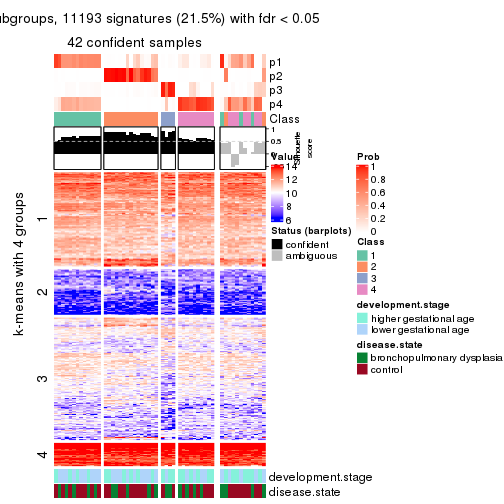 ubgroups, 11193 signatures (21.5%) with fdr < 0.05
42 confident samples
p1
p2
p3
p4
Class
1
0.5
0
Silhouette
score
k-means with 4 groups
1
2
3
4
Value
14
12
10
8
6
Status (barplots)
confident
ambiguous
Prob
1
0.8
0.6
0.4
0.2
0
Class
1
2
3
4
development.stage
higher gestational age
lower gestational age
disease.state
bronchopulmonary dysplasia
control
development.stage
disease.state